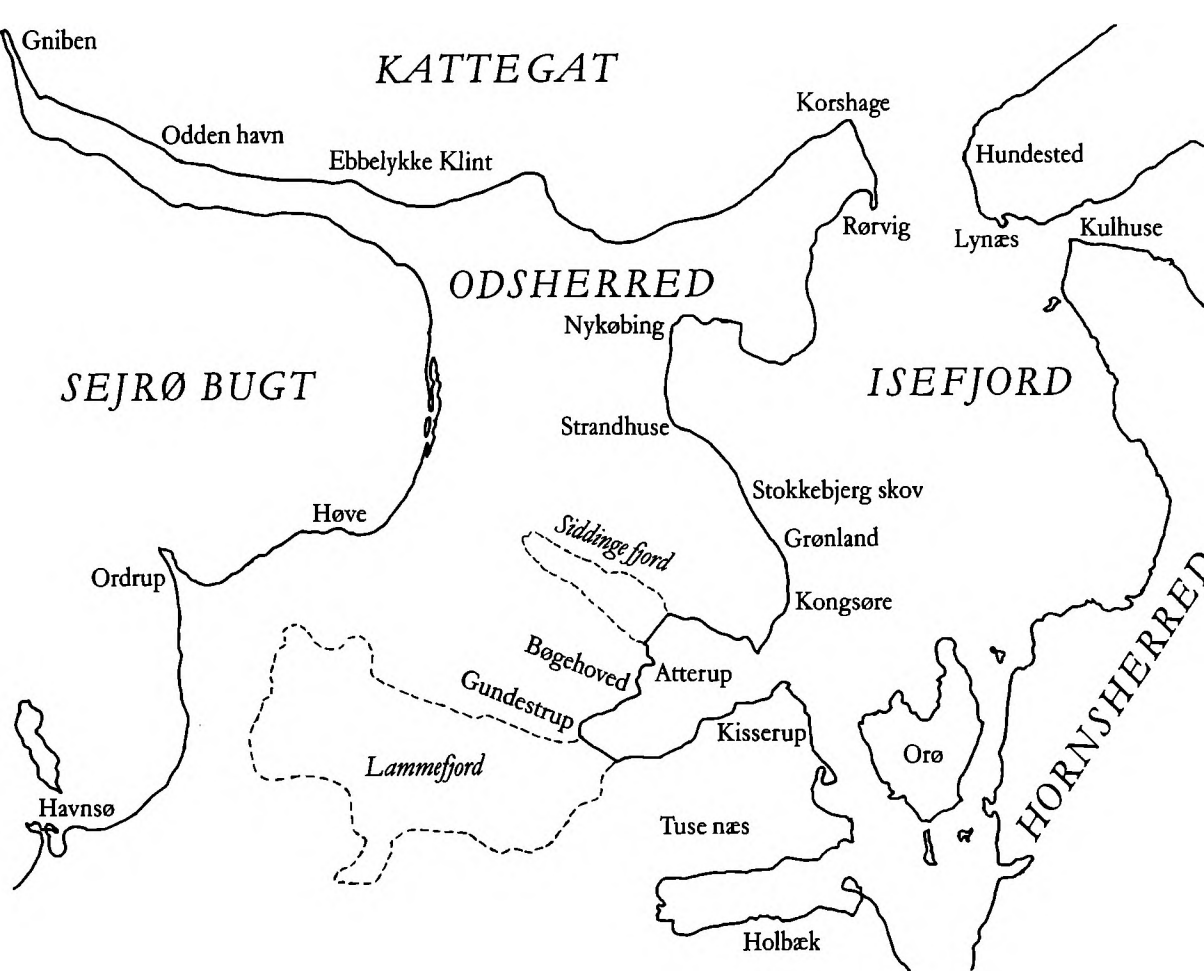 Gniben
KATTEGAT
Korshage
Odden havn
Ebbelykke Klint
Hundested
Rørvig
Lynæs
Kulhuse
ODSHERRED
Nykøbing
SEJRØ BUGT
ISEFJORD
Strandhuse
Stokkebjerg skov
Høve
Siddinge fjord
Grønland
Ordrup
Kongsøre
HORNSHERRED
Bøgehoved
Atterup
Gundestrup
Kisserup
Orø
Lammefjord
Havnsø
Tuse næs
Holbæk